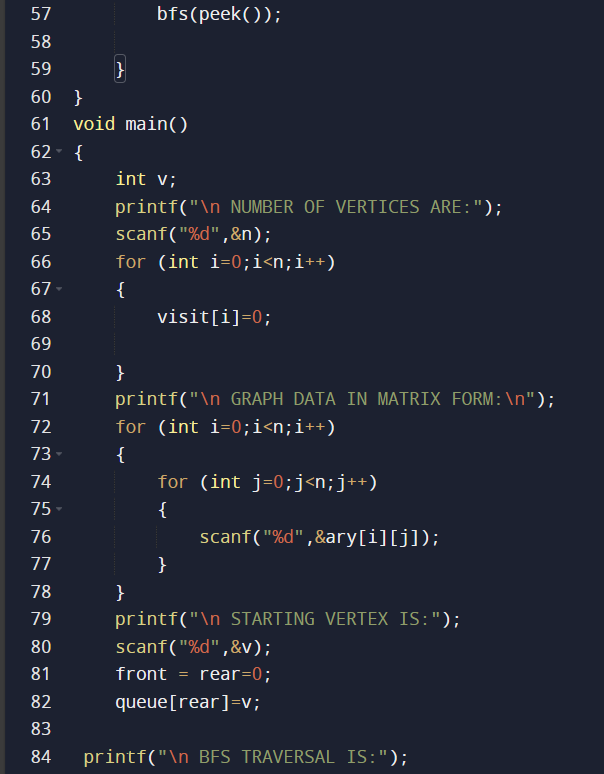 57 bfs(peek());
58
59 }
60 }
61 void main()
62 {
63 int v;
64 printf("\n NUMBER OF VERTICES ARE:");
65 scanf("%d",&n);
66 for (int i=0;i<n;i++)
67 {
68 visit[i]=0;
69
70 }
71 printf("\n GRAPH DATA IN MATRIX FORM:\n");
72 for (int i=0;i<n;i++)
73 {
74 for (int j=0;j<n;j++)
75 {
76 scanf("%d",&ary[i][j]);
77 }
78 }
79 printf("\n STARTING VERTEX IS:");
80 scanf("%d",&v);
81 front = rear=0;
82 queue[rear]=v;
83
84 printf("\n BFS TRAVERSAL IS:");